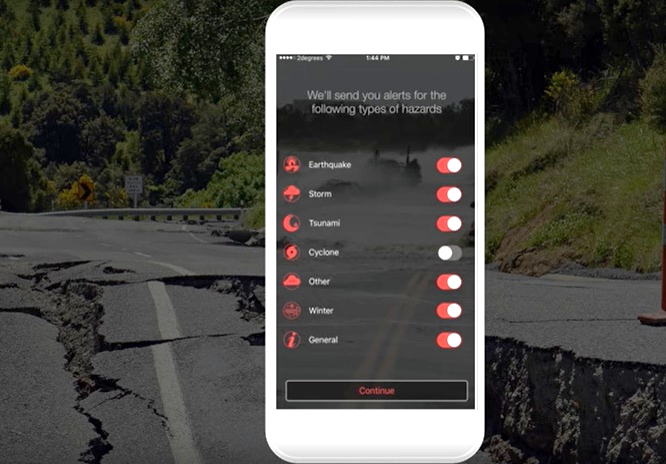 2degrees
1:44 PM
We'll send you alerts for the
following types of hazards
Earthquake
Storm
Tsunami
Cyclone
Other
Winter
General
Continue